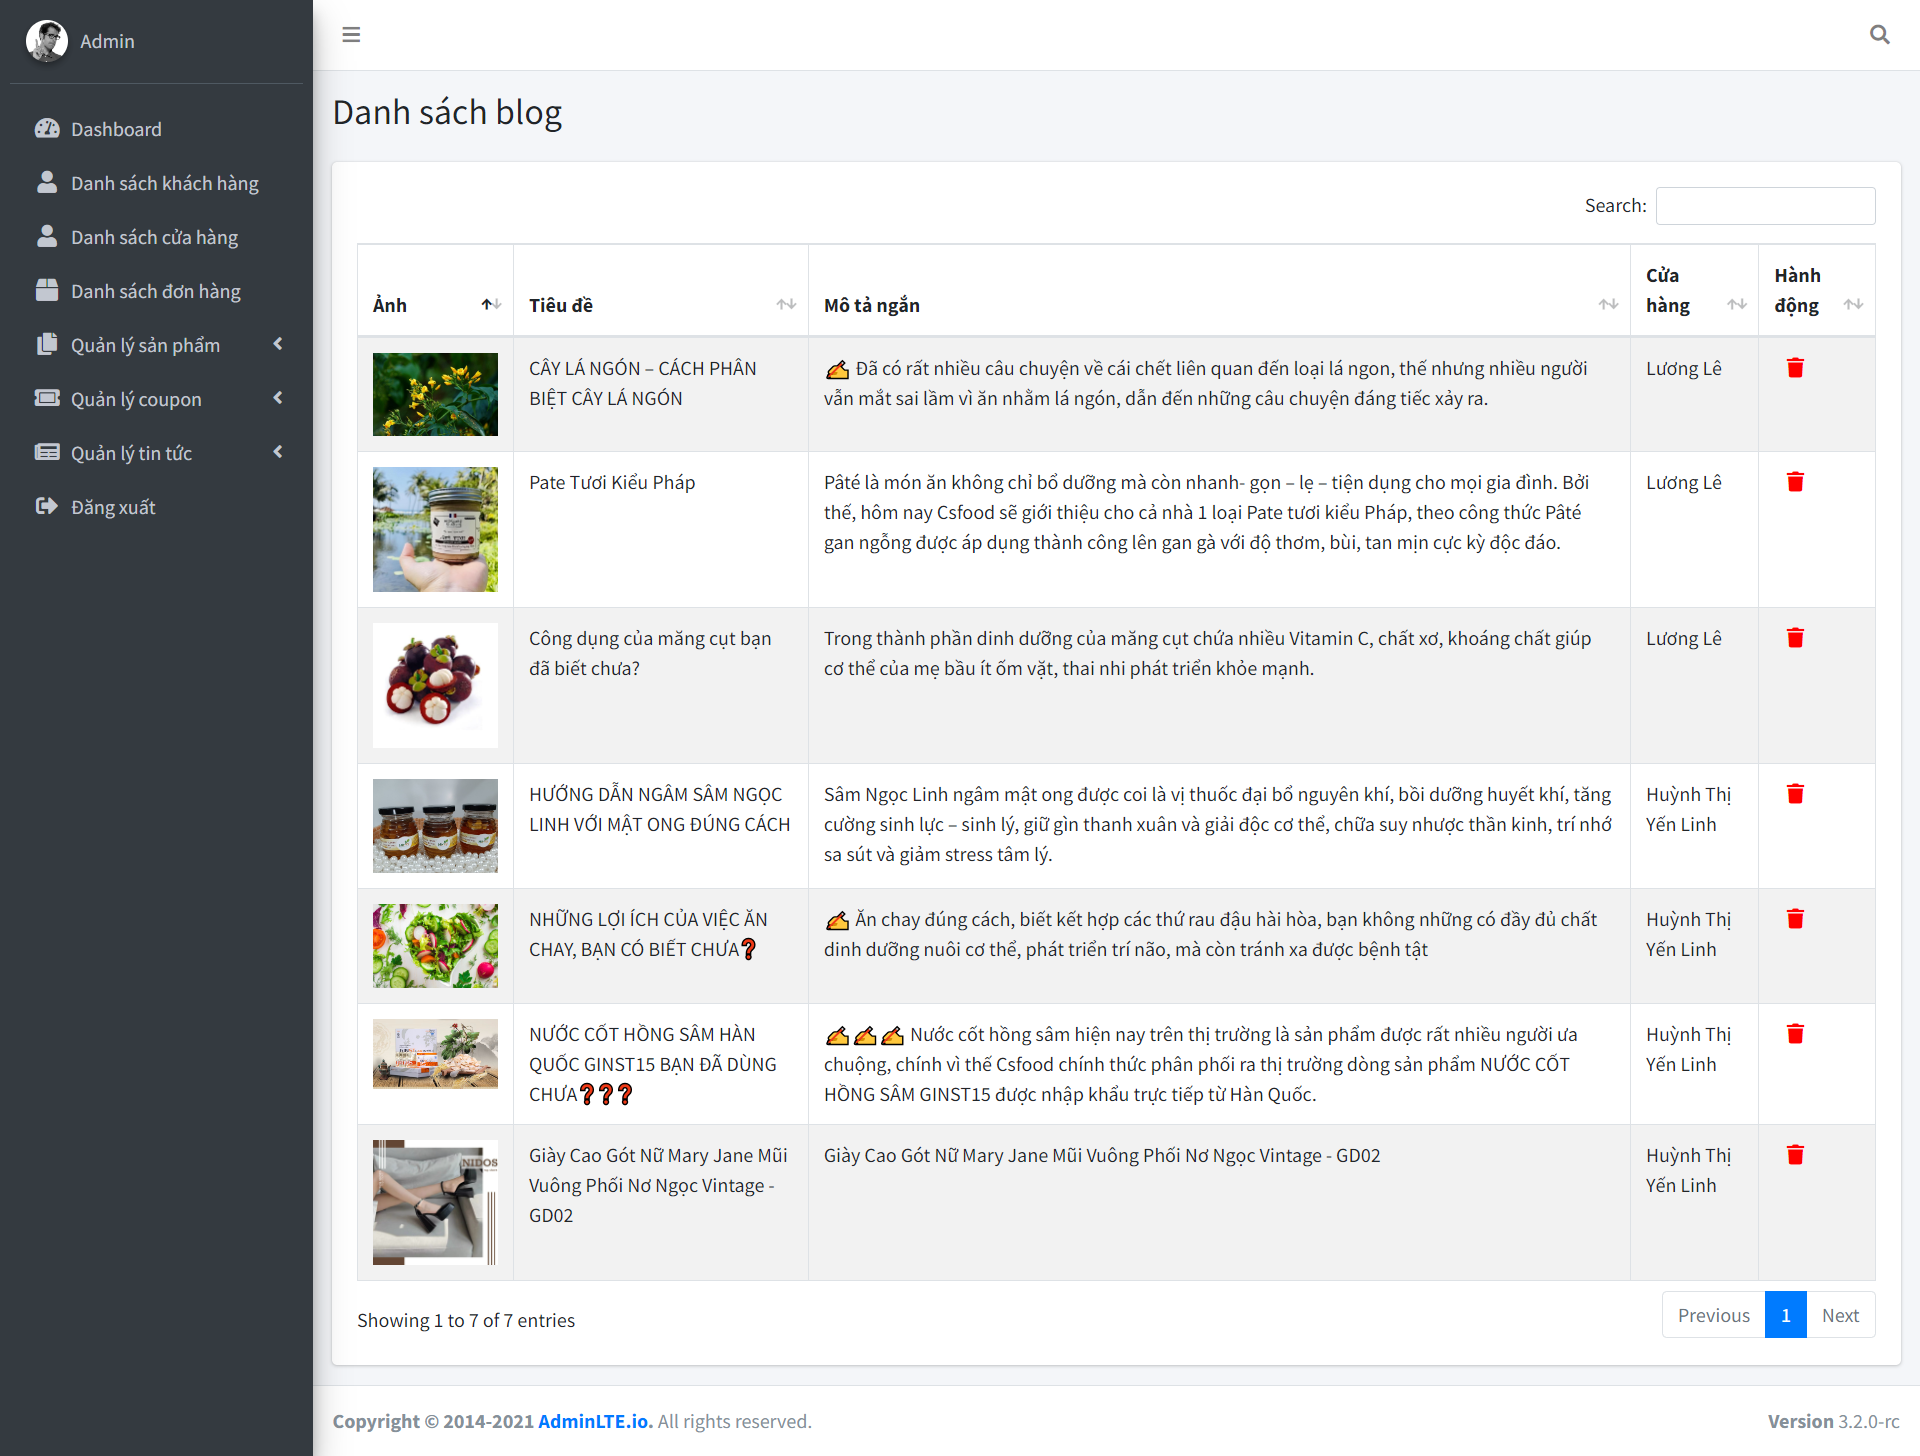 Admin
Dashboard
Danh sách khách hàng
Danh sách cửa hàng
Danh sách đơn hàng
Quản lý sản phẩm
Quản lý coupon
Quản lý tin tức
Đăng xuất
Danh sách blog
Search:
Ảnh
Tiêu đề
Mô tả ngắn
Cửa
hàng
Hành
động
CÂY LÁ NGÓN – CÁCH PHÂN
BIỆT CÂY LÁ NGÓN
✍ Đã có rất nhiều câu chuyện về cái chết liên quan đến loại lá ngon, thế nhưng nhiều người
vẫn mắt sai lầm vì ăn nhằm lá ngón, dẫn đến những câu chuyện đáng tiếc xảy ra.
Lương Lê
Pate Tươi Kiểu Pháp
Pâté là món ăn không chỉ bổ dưỡng mà còn nhanh- gọn – lẹ – tiện dụng cho mọi gia đình. Bởi
thế, hôm nay Csfood sẽ giới thiệu cho cả nhà 1 loại Pate tươi kiểu Pháp, theo công thức Pâté
gan ngỗng được áp dụng thành công lên gan gà với độ thơm, bùi, tan mịn cực kỳ độc đáo.
Lương Lê
Công dụng của măng cụt bạn
đã biết chưa?
Trong thành phần dinh dưỡng của măng cụt chứa nhiều Vitamin C, chất xơ, khoáng chất giúp
cơ thể của mẹ bầu ít ốm vặt, thai nhi phát triển khỏe mạnh.
Lương Lê
HƯỚNG DẪN NGÂM SÂM NGỌC
LINH VỚI MẬT ONG ĐÚNG CÁCH
Sâm Ngọc Linh ngâm mật ong được coi là vị thuốc đại bổ nguyên khí, bồi dưỡng huyết khí, tăng
cường sinh lực – sinh lý, giữ gìn thanh xuân và giải độc cơ thể, chữa suy nhược thần kinh, trí nhớ
sa sút và giảm stress tâm lý.
Huỳnh Thị
Yến Linh
NHỮNG LỢI ÍCH CỦA VIỆC ĂN
CHAY, BẠN CÓ BIẾT CHƯA❓
✍ Ăn chay đúng cách, biết kết hợp các thứ rau đậu hài hòa, bạn không những có đầy đủ chất
dinh dưỡng nuôi cơ thể, phát triển trí não, mà còn tránh xa được bệnh tật
Huỳnh Thị
Yến Linh
NƯỚC CỐT HỒNG SÂM HÀN
QUỐC GINST15 BẠN ĐÃ DÙNG
CHƯA❓❓❓
✍✍✍ Nước cốt hồng sâm hiện nay trên thị trường là sản phẩm được rất nhiều người ưa
chuộng, chính vì thế Csfood chính thức phân phối ra thị trường dòng sản phẩm NƯỚC CỐT
HỒNG SÂM GINST15 được nhập khẩu trực tiếp từ Hàn Quốc.
Huỳnh Thị
Yến Linh
NIDOS
Giày Cao Gót Nữ Mary Jane Mũi
Vuông Phối Nơ Ngọc Vintage -
GD02
Giày Cao Gót Nữ Mary Jane Mũi Vuông Phối Nơ Ngọc Vintage - GD02
Huỳnh Thị
Yến Linh
Showing 1 to 7 of 7 entries
Previous 1 Next
Copyright © 2014-2021 AdminLTE.io. All rights reserved.
Version 3.2.0-rc